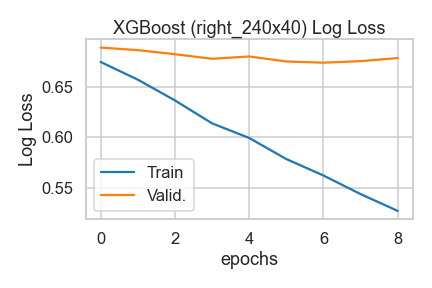 XGBoost (right_240x40) Log Loss
Log Loss
0.65
0.60
0.55
Train
Valid.
0 2 4 6 8
epochs